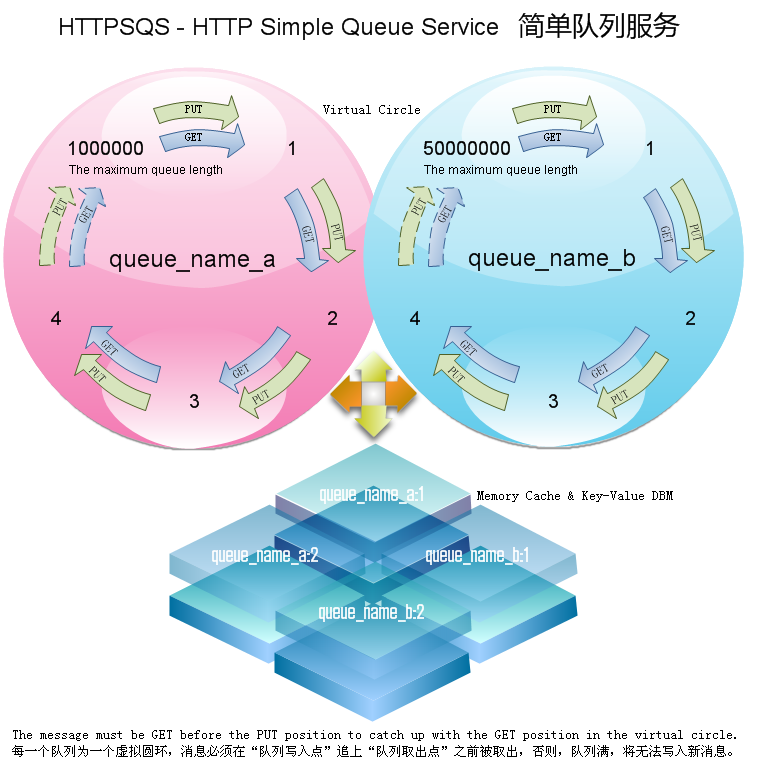 HTTPSQS - HTTP Simple Queue Service 简单队列服务
Virtual Circle
PUT
GET
1000000
The maximum queue length
1
PUT
GET
GET
PUT
queue_name_a
4
2
GET
PUT
GET
PUT
3
PUT
GET
50000000
The maximum queue length
1
PUT
GET
GET
PUT
queue_name_b
4
2
GET
PUT
GET
PUT
3
queue_name_a:1
Memory Cache & Key-Value DBM
queue_name_a:2
queue_name_b:1
queue_name_b:2
The message must be GET before the PUT position to catch up with the GET position in the virtual circle.
每一个队列为一个虚拟圆环，消息必须在“队列写入点”追上“队列取出点”之前被取出，否则，队列满，将无法写入新消息。